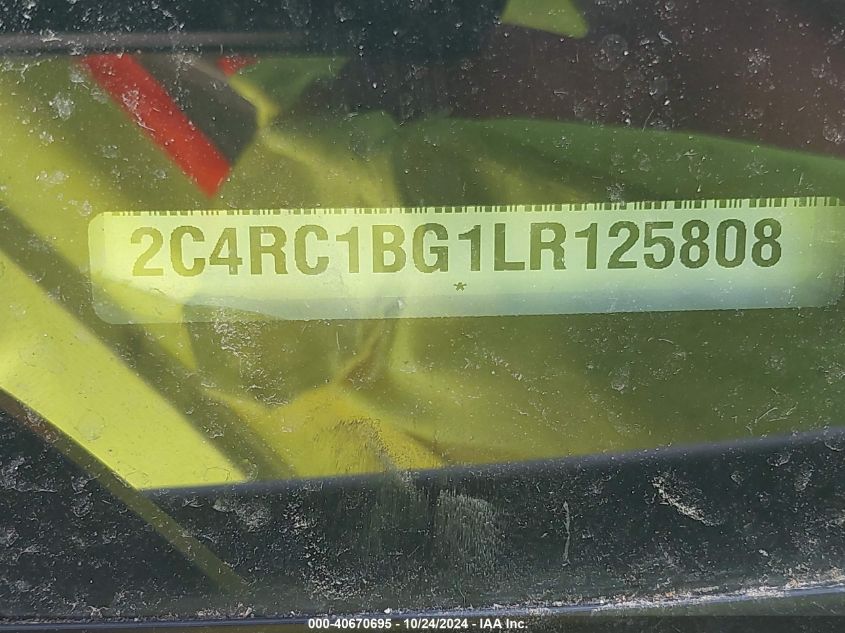 2C4RC1BG1LR125808
*
000-40670695 - 10/24/2024 - IAA Inc.